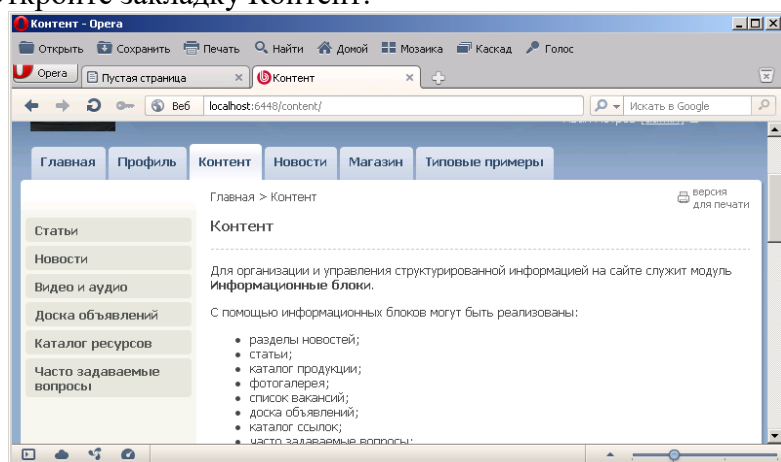 Откройте закладку Контент.
Контент - Opera
Открыть Сохранить Печать Найти Домой Мозаика Каскад Голос
Opera Пустая страница × Контент ×
Веб localhost:6448/content/ Искать в Google
Главная Профиль Контент Новости Магазин Типовые примеры
Главная > Контент
версия
для печати
Статьи
Новости
Видео и аудио
Доска объявлений
Каталог ресурсов
Часто задаваемые
вопросы
Контент
Для организации и управления структурированной информацией на сайте служит модуль
Информационные блоки.
С помощью информационных блоков могут быть реализованы:
• разделы новостей;
• статьи;
• каталог продукции;
• фотогалерея;
• список вакансий;
• доска объявлений;
• каталог ссылок;
• часто задаваемые вопросы;